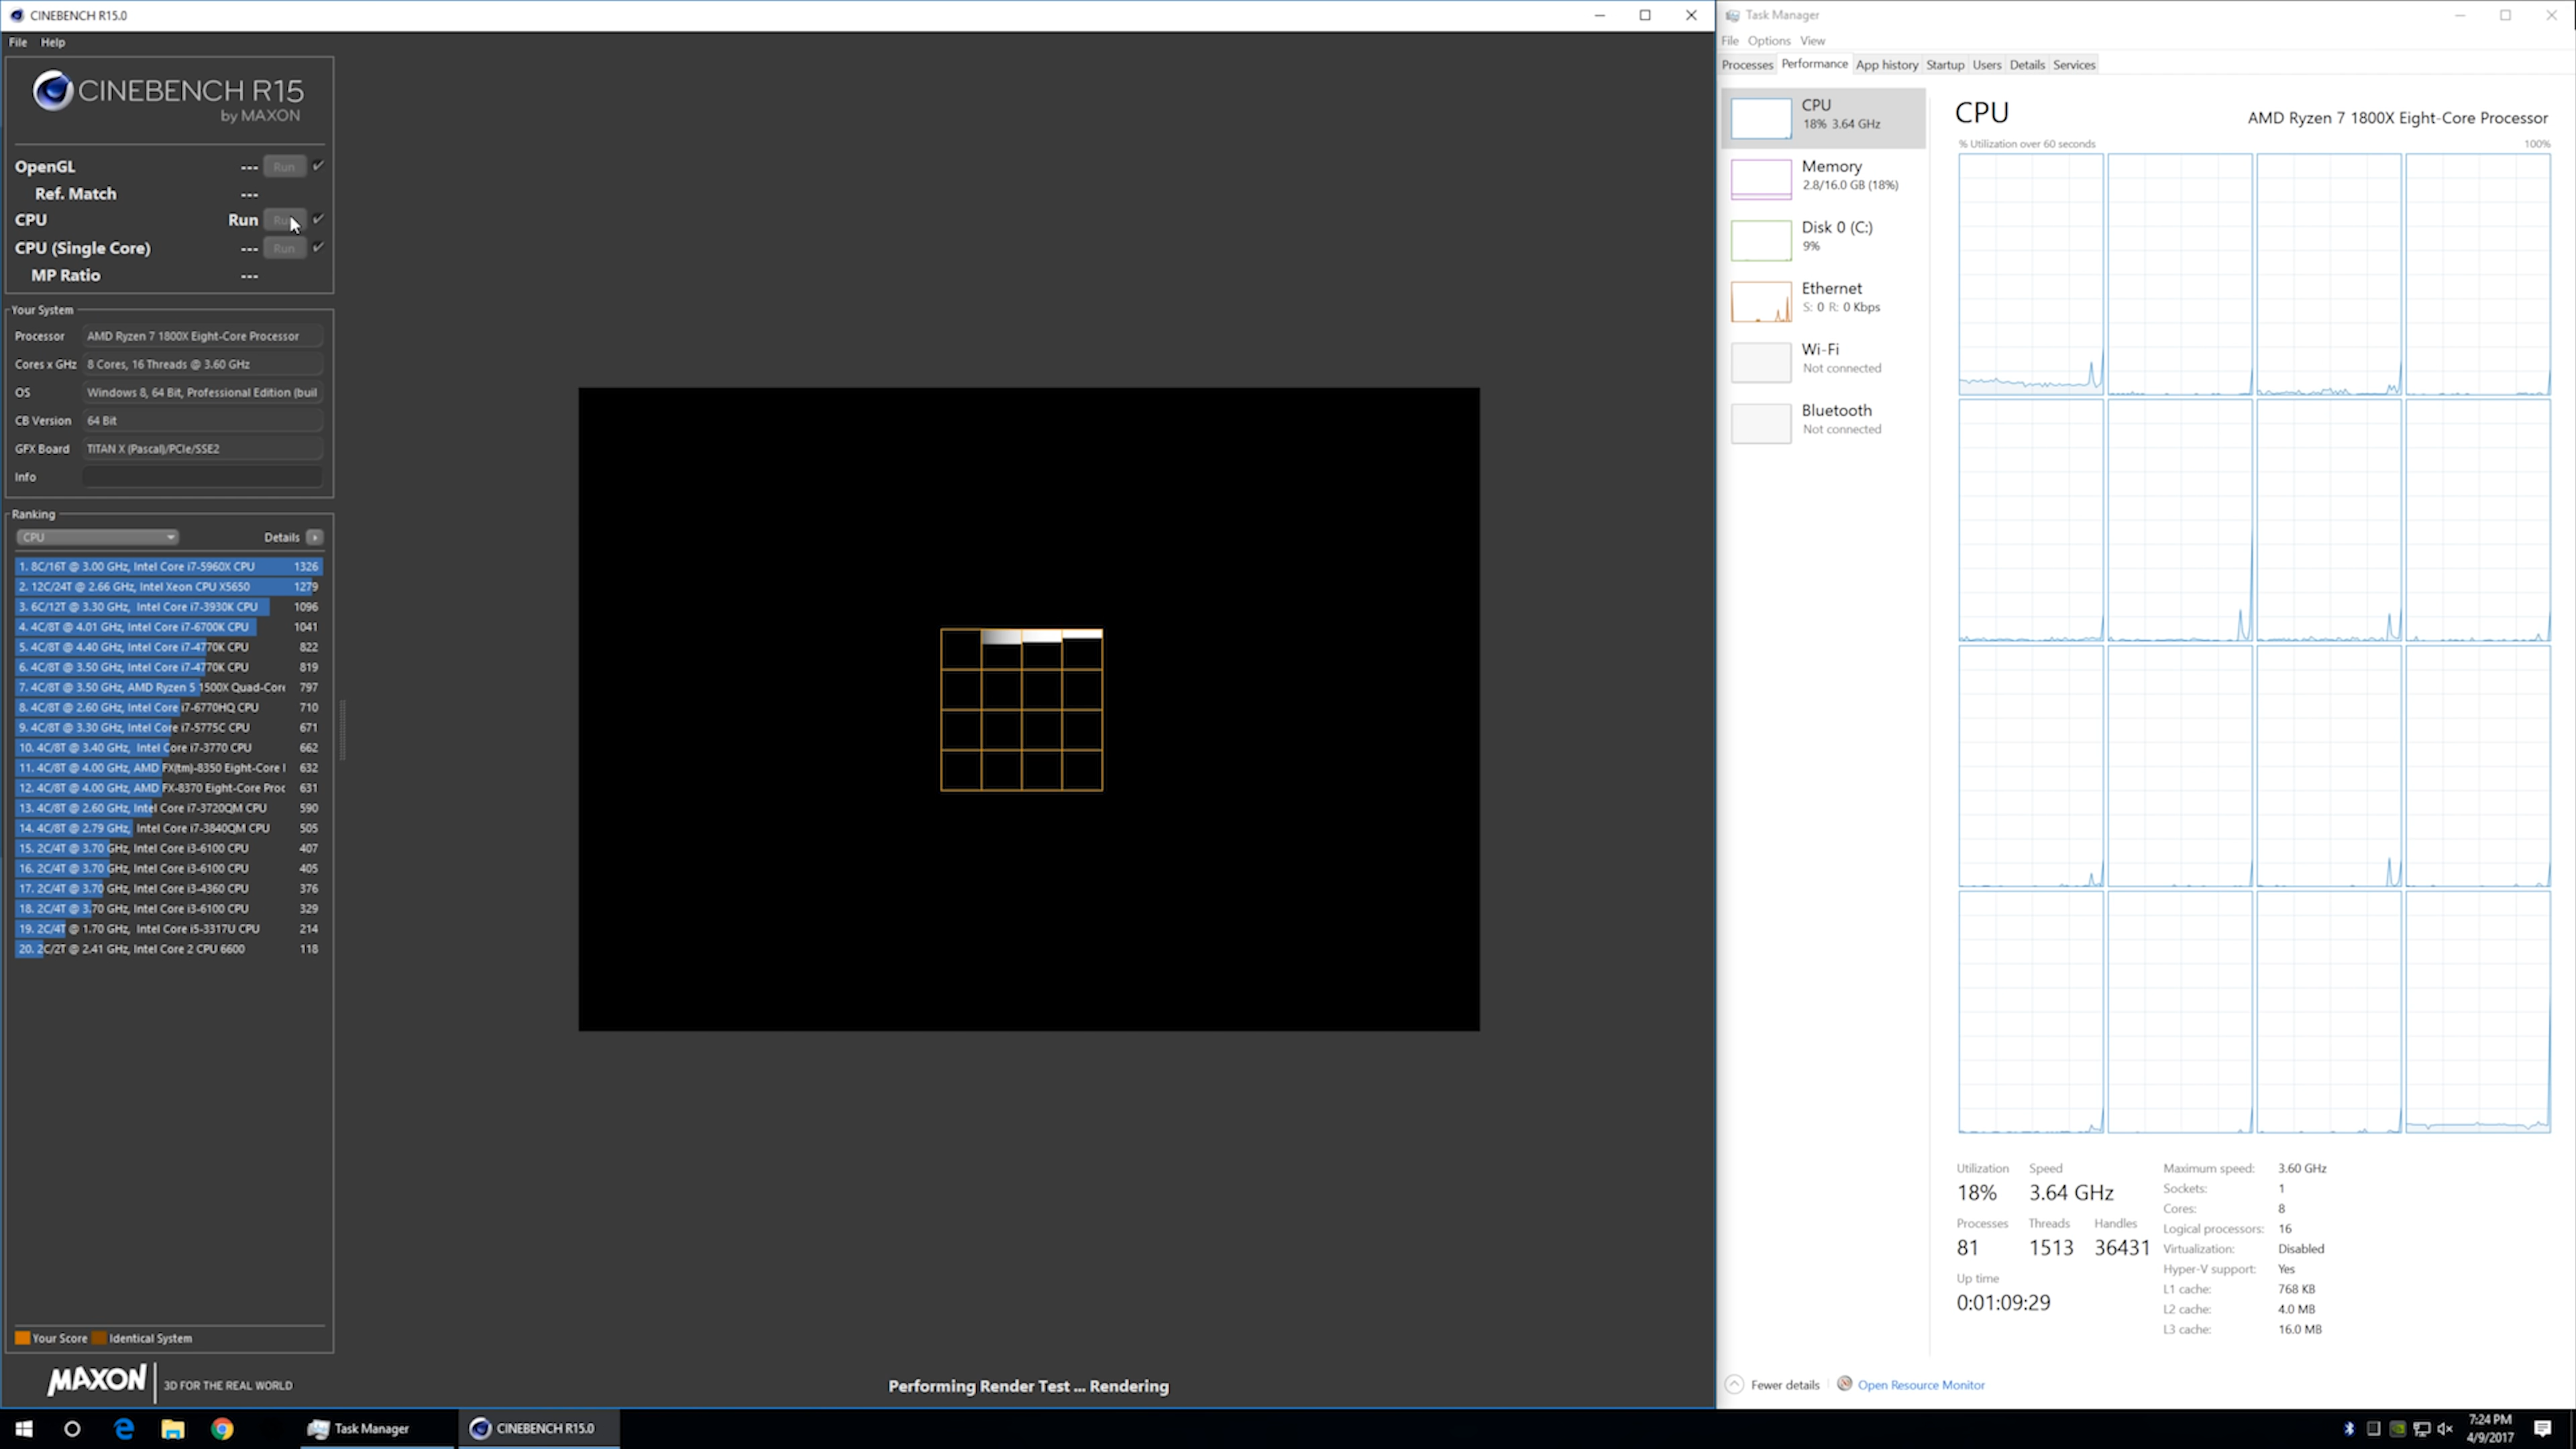 CINEBENCH R15.0
File Help
CINEBENCH R15
by MAXON
OpenGL --- Run
Ref. Match ---
CPU Run
CPU (Single Core) --- Run
MP Ratio ---
Your System
Processor AMD Ryzen 7 1800X Eight-Core Processor
Cores x GHz 8 Cores, 16 Threads @ 3.60 GHz
OS Windows 8, 64 Bit, Professional Edition (buil
CB Version 64 Bit
GFX Board TITAN X (Pascal)/PCIe/SSE2
Info
Ranking
CPU Details
1. 8C/16T @ 3.00 GHz, Intel Core i7-5960X CPU 1326
2. 12C/24T @ 2.66 GHz, Intel Xeon CPU X5650 1279
3. 6C/12T @ 3.30 GHz, Intel Core i7-3930K CPU 1096
4. 4C/8T @ 4.01 GHz, Intel Core i7-6700K CPU 1041
5. 4C/8T @ 4.40 GHz, Intel Core i7-4770K CPU 822
6. 4C/8T @ 3.50 GHz, Intel Core i7-4770K CPU 819
7. 4C/8T @ 3.50 GHz, AMD Ryzen 5 1500X Quad-Core 797
8. 4C/8T @ 2.60 GHz, Intel Core i7-6770HQ CPU 710
9. 4C/8T @ 3.30 GHz, Intel Core i7-5775C CPU 671
10. 4C/8T @ 3.40 GHz, Intel Core i7-3770 CPU 662
11. 4C/8T @ 4.00 GHz, AMD FX(tm)-8350 Eight-Core 632
12. 4C/8T @ 4.00 GHz, AMD FX-8370 Eight-Core Proc 631
13. 4C/8T @ 2.60 GHz, Intel Core i7-3720QM CPU 590
14. 4C/8T @ 2.79 GHz, Intel Core i7-3840QM CPU 505
15. 2C/4T @ 3.70 GHz, Intel Core i3-6100 CPU 407
16. 2C/4T @ 3.70 GHz, Intel Core i3-6100 CPU 405
17. 2C/4T @ 3.70 GHz, Intel Core i3-4360 CPU 376
18. 2C/4T @ 3.70 GHz, Intel Core i3-6100 CPU 329
19. 2C/4T @ 1.70 GHz, Intel Core i5-3317U CPU 214
20. 2C/2T @ 2.41 GHz, Intel Core 2 CPU 6600 118
Your Score Identical System
MAXON 3D FOR THE REAL WORLD
Performing Render Test ... Rendering
Task Manager
File Options View
Processes Performance App history Startup Users Details Services
CPU
18% 3.64 GHz
Memory
2.8/16.0 GB (18%)
Disk 0 (C:)
9%
Ethernet
S: 0 R: 0 Kbps
Wi-Fi
Not connected
Bluetooth
Not connected
CPU AMD Ryzen 7 1800X Eight-Core Processor
% Utilization over 60 seconds 100%
Utilization Speed
18% 3.64 GHz
Processes Threads Handles
81 1513 36431
Up time
0:01:09:29
Maximum speed: 3.60 GHz
Sockets: 1
Cores: 8
Logical processors: 16
Virtualization: Disabled
Hyper-V support: Yes
L1 cache: 768 KB
L2 cache: 4.0 MB
L3 cache: 16.0 MB
Fewer details Open Resource Monitor
Task Manager CINEBENCH R15.0
7:24 PM
4/9/2017